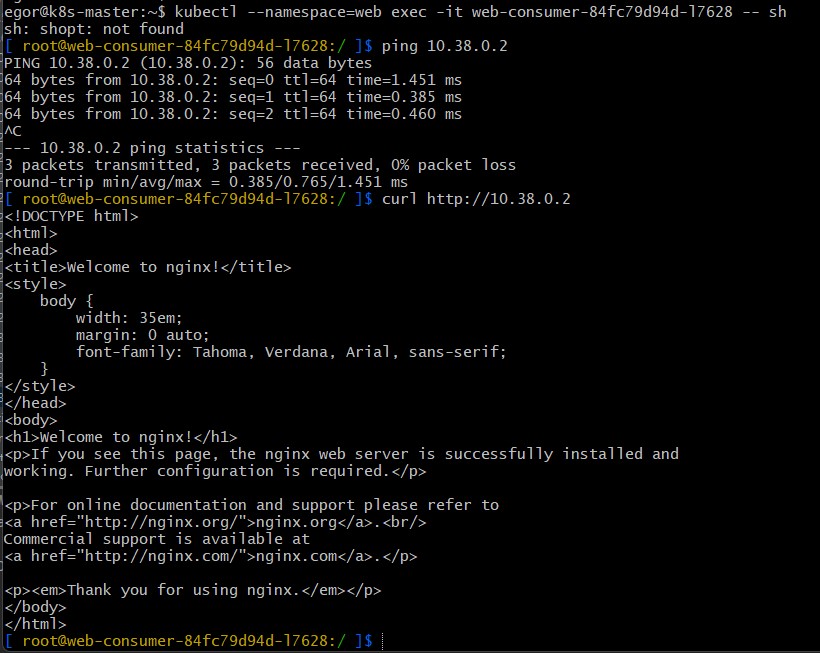 egor@k8s-master:~$ kubectl --namespace=web exec -it web-consumer-84fc79d94d-l7628 -- sh
sh: shopt: not found
[ root@web-consumer-84fc79d94d-l7628:/ ]$ ping 10.38.0.2
PING 10.38.0.2 (10.38.0.2): 56 data bytes
64 bytes from 10.38.0.2: seq=0 ttl=64 time=1.451 ms
64 bytes from 10.38.0.2: seq=1 ttl=64 time=0.385 ms
64 bytes from 10.38.0.2: seq=2 ttl=64 time=0.460 ms
^C
--- 10.38.0.2 ping statistics ---
3 packets transmitted, 3 packets received, 0% packet loss
round-trip min/avg/max = 0.385/0.765/1.451 ms
[ root@web-consumer-84fc79d94d-l7628:/ ]$ curl http://10.38.0.2
<!DOCTYPE html>
<html>
<head>
<title>Welcome to nginx!</title>
<style>
    body {
        width: 35em;
        margin: 0 auto;
        font-family: Tahoma, Verdana, Arial, sans-serif;
    }
</style>
</head>
<body>
<h1>Welcome to nginx!</h1>
<p>If you see this page, the nginx web server is successfully installed and
working. Further configuration is required.</p>

<p>For online documentation and support please refer to
<a href="http://nginx.org/">nginx.org</a>.<br/>
Commercial support is available at
<a href="http://nginx.com/">nginx.com</a>.</p>

<p><em>Thank you for using nginx.</em></p>
</body>
</html>
[ root@web-consumer-84fc79d94d-l7628:/ ]$